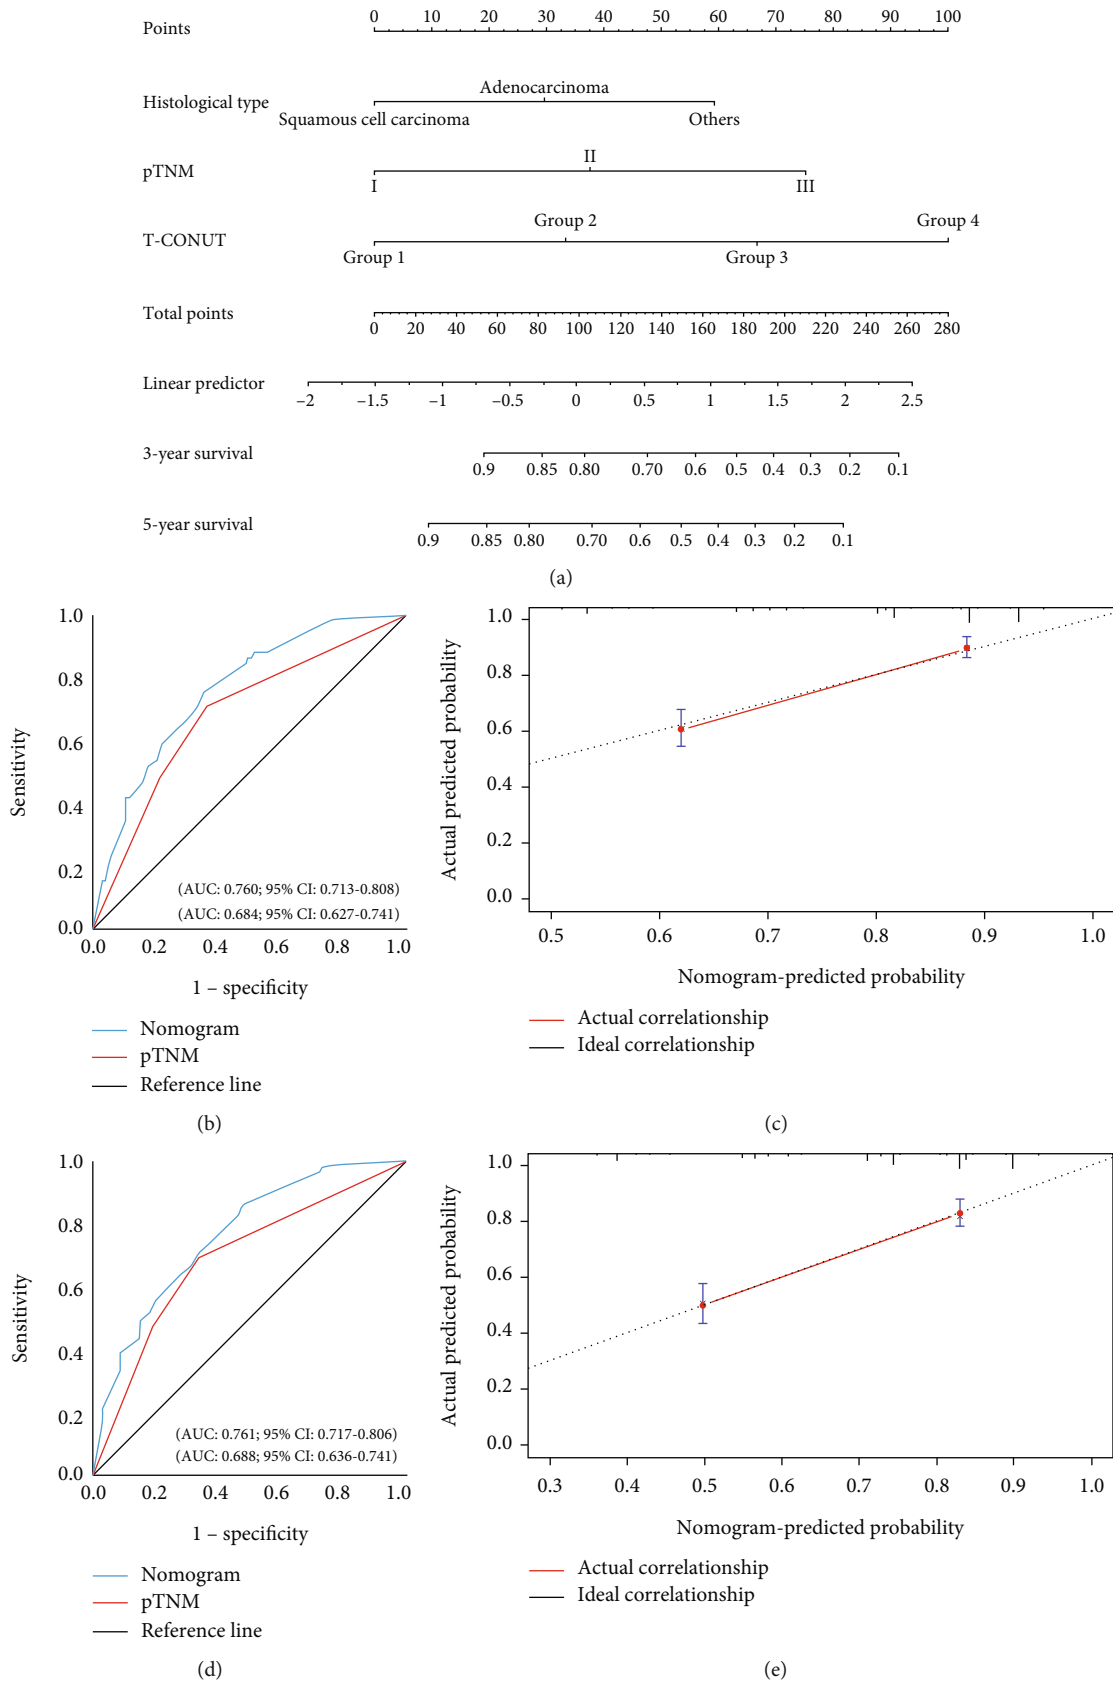 Points
0 10 20 30 40 50 60 70 80 90 100
Histological type
Adenocarcinoma
Squamous cell carcinoma
Others
pTNM
II
I
III
T-CONUT
Group 2
Group 4
Group 1
Group 3
Total points
0 20 40 60 80 100 120 140 160 180 200 210 220 240 260 280
Linear predictor
–2 –1.5 –1 –0.5 0 0.5 1 1.5 2 2.5
3-year survival
0.9 0.85 0.80 0.70 0.6 0.5 0.4 0.3 0.2 0.1
5-year survival
0.9 0.85 0.80 0.70 0.6 0.5 0.4 0.3 0.2 0.1
(a)
Sensitivity
1.0
0.8
0.6
0.4
0.2
0.0
(AUC: 0.760; 95% CI: 0.713-0.808)
(AUC: 0.684; 95% CI: 0.627-0.741)
0.0 0.2 0.4 0.6 0.8 1.0
1 – specificity
Nomogram
pTNM
Reference line
(b)
Actual predicted probability
1.0
0.8
0.6
0.4
0.2
0.0
0.5 0.6 0.7 0.8 0.9 1.0
Nomogram-predicted probability
Actual correlationship
Ideal correlationship
(c)
Sensitivity
1.0
0.8
0.6
0.4
0.2
0.0
(AUC: 0.761; 95% CI: 0.717-0.806)
(AUC: 0.688; 95% CI: 0.636-0.741)
0.0 0.2 0.4 0.6 0.8 1.0
1 – specificity
Nomogram
pTNM
Reference line
(d)
Actual predicted probability
1.0
0.8
0.6
0.4
0.2
0.0
0.3 0.4 0.5 0.6 0.7 0.8 0.9 1.0
Nomogram-predicted probability
Actual correlationship
Ideal correlationship
(e)